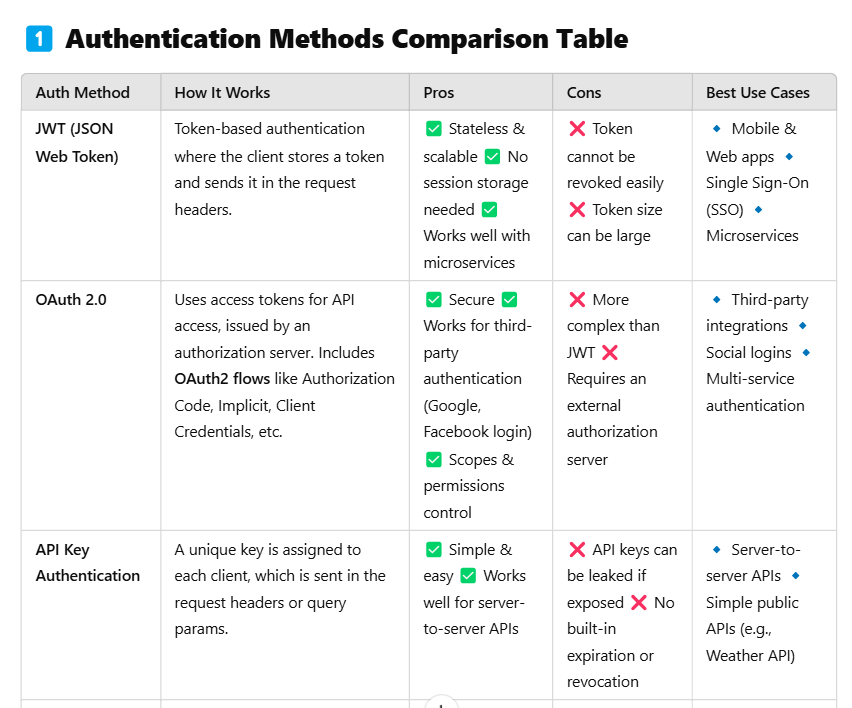 1 Authentication Methods Comparison Table
Auth Method How It Works Pros Cons Best Use Cases
JWT (JSON
Web Token)
Token-based authentication
where the client stores a token
and sends it in the request
headers.
✅ Stateless &
scalable ✅ No
session storage
needed ✅
Works well with
microservices
❌ Token
cannot be
revoked easily
❌ Token size
can be large
🔹 Mobile &
Web apps 🔹
Single Sign-On
(SSO) 🔹
Microservices
OAuth 2.0
Uses access tokens for API
access, issued by an
authorization server. Includes
OAuth2 flows like Authorization
Code, Implicit, Client
Credentials, etc.
✅ Secure ✅
Works for third-
party
authentication
(Google,
Facebook login)
✅ Scopes &
permissions
control
❌ More
complex than
JWT ❌
Requires an
external
authorization
server
🔹 Third-party
integrations 🔹
Social logins 🔹
Multi-service
authentication
API Key
Authentication
A unique key is assigned to
each client, which is sent in the
request headers or query
params.
✅ Simple &
easy ✅ Works
well for server-
to-server APIs
❌ API keys can
be leaked if
exposed ❌ No
built-in
expiration or
revocation
🔹 Server-to-
server APIs 🔹
Simple public
APIs (e.g.,
Weather API)